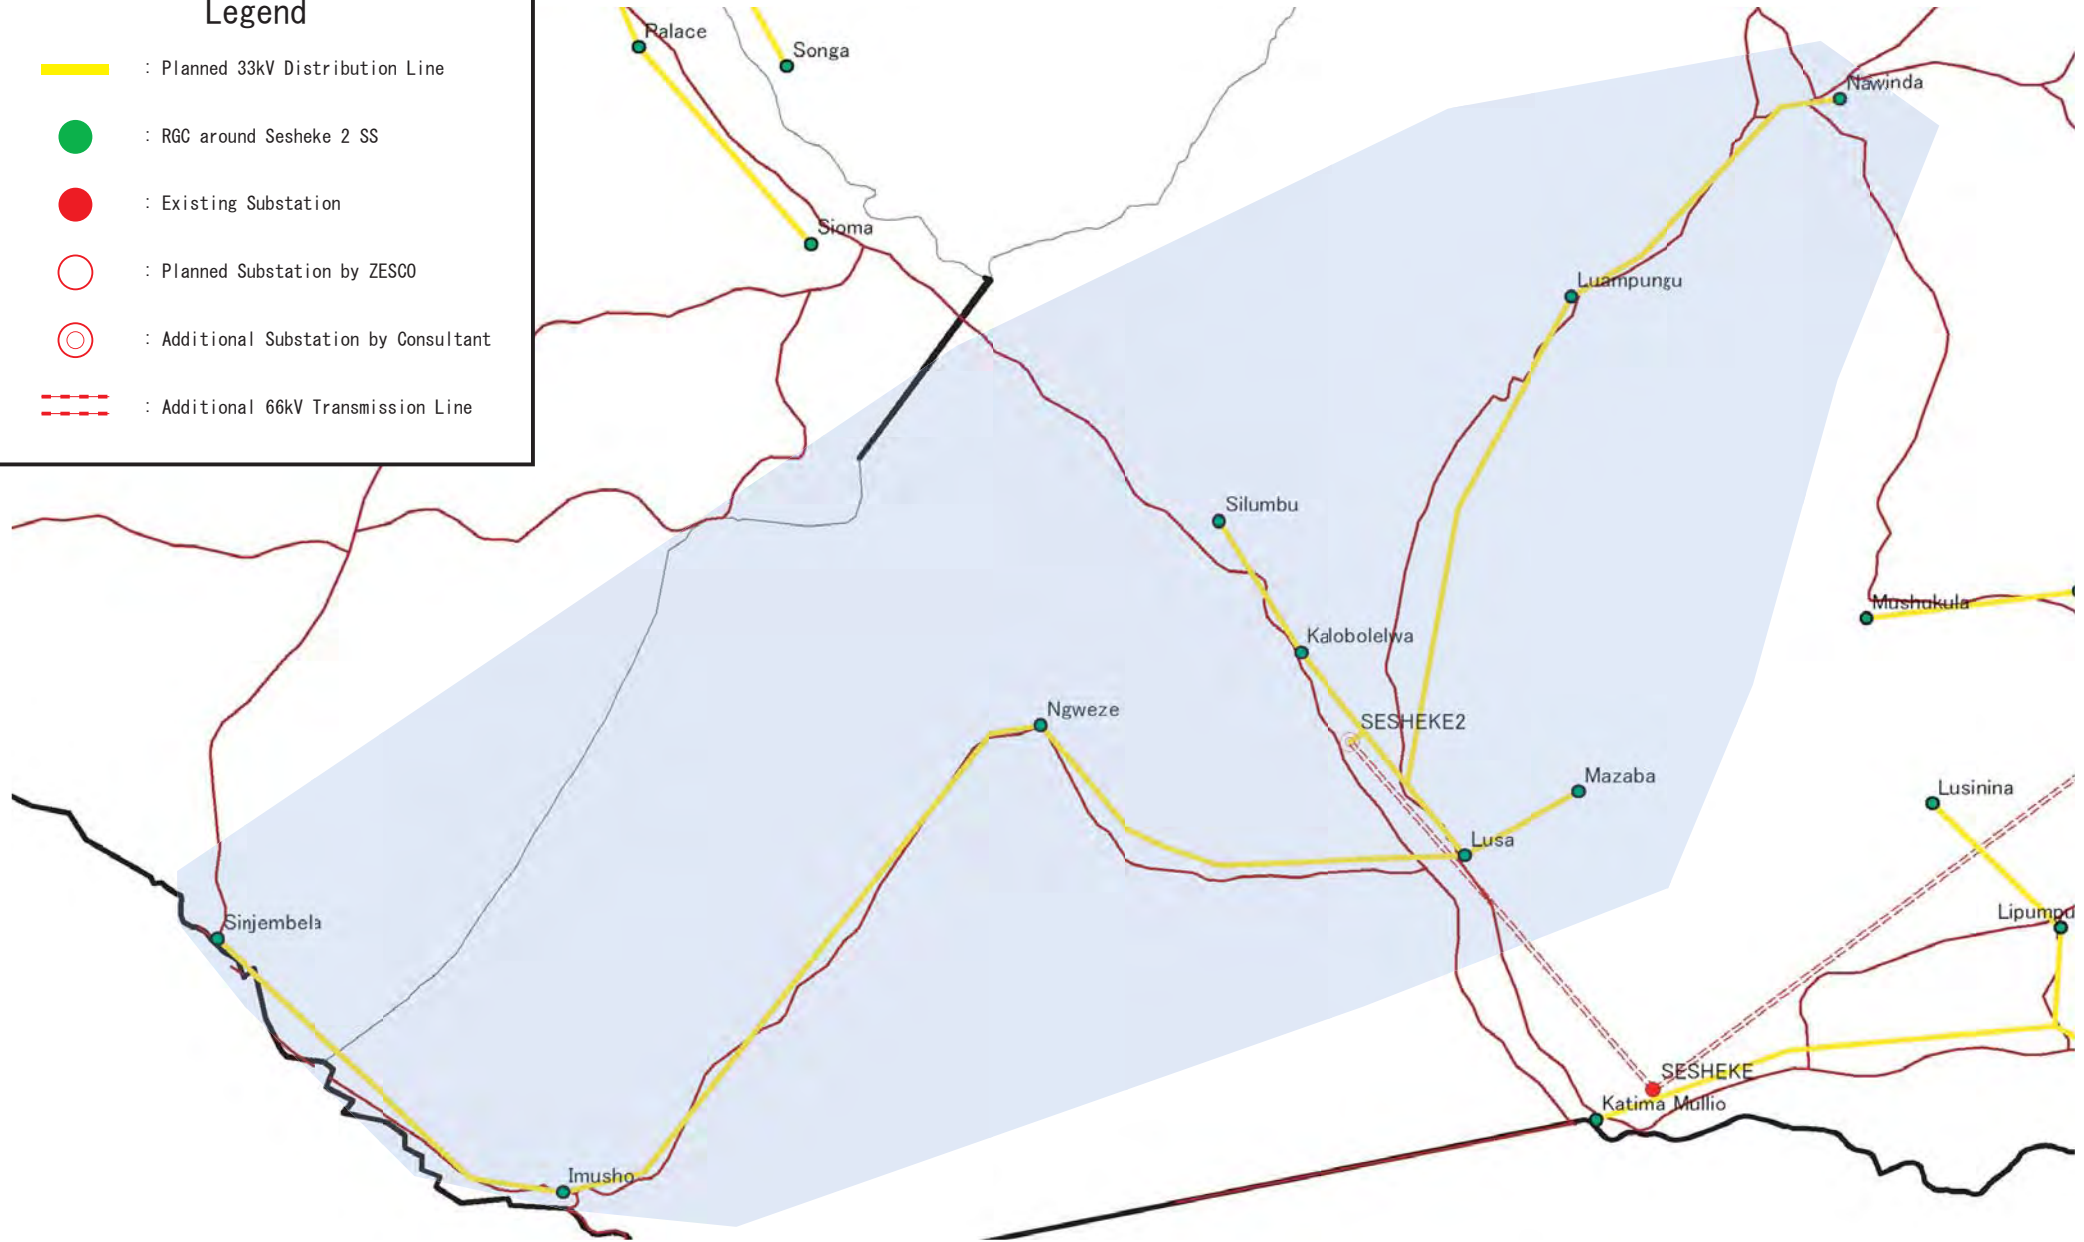 Legend
: Planned 33kV Distribution Line
: RGC around Sesheke 2 SS
: Existing Substation
: Planned Substation by ZESCO
: Additional Substation by Consultant
: Additional 66kV Transmission Line
Palace
Songa
Nawinda
Sioma
Luampungu
Silumbu
Mushukula
Kalobolelwa
Ngweze
SESHEKE2
Mazaba
Lusinina
Lusa
Lipumpu
Sinjembela
SESHEKE
Katima Mullio
Imusho